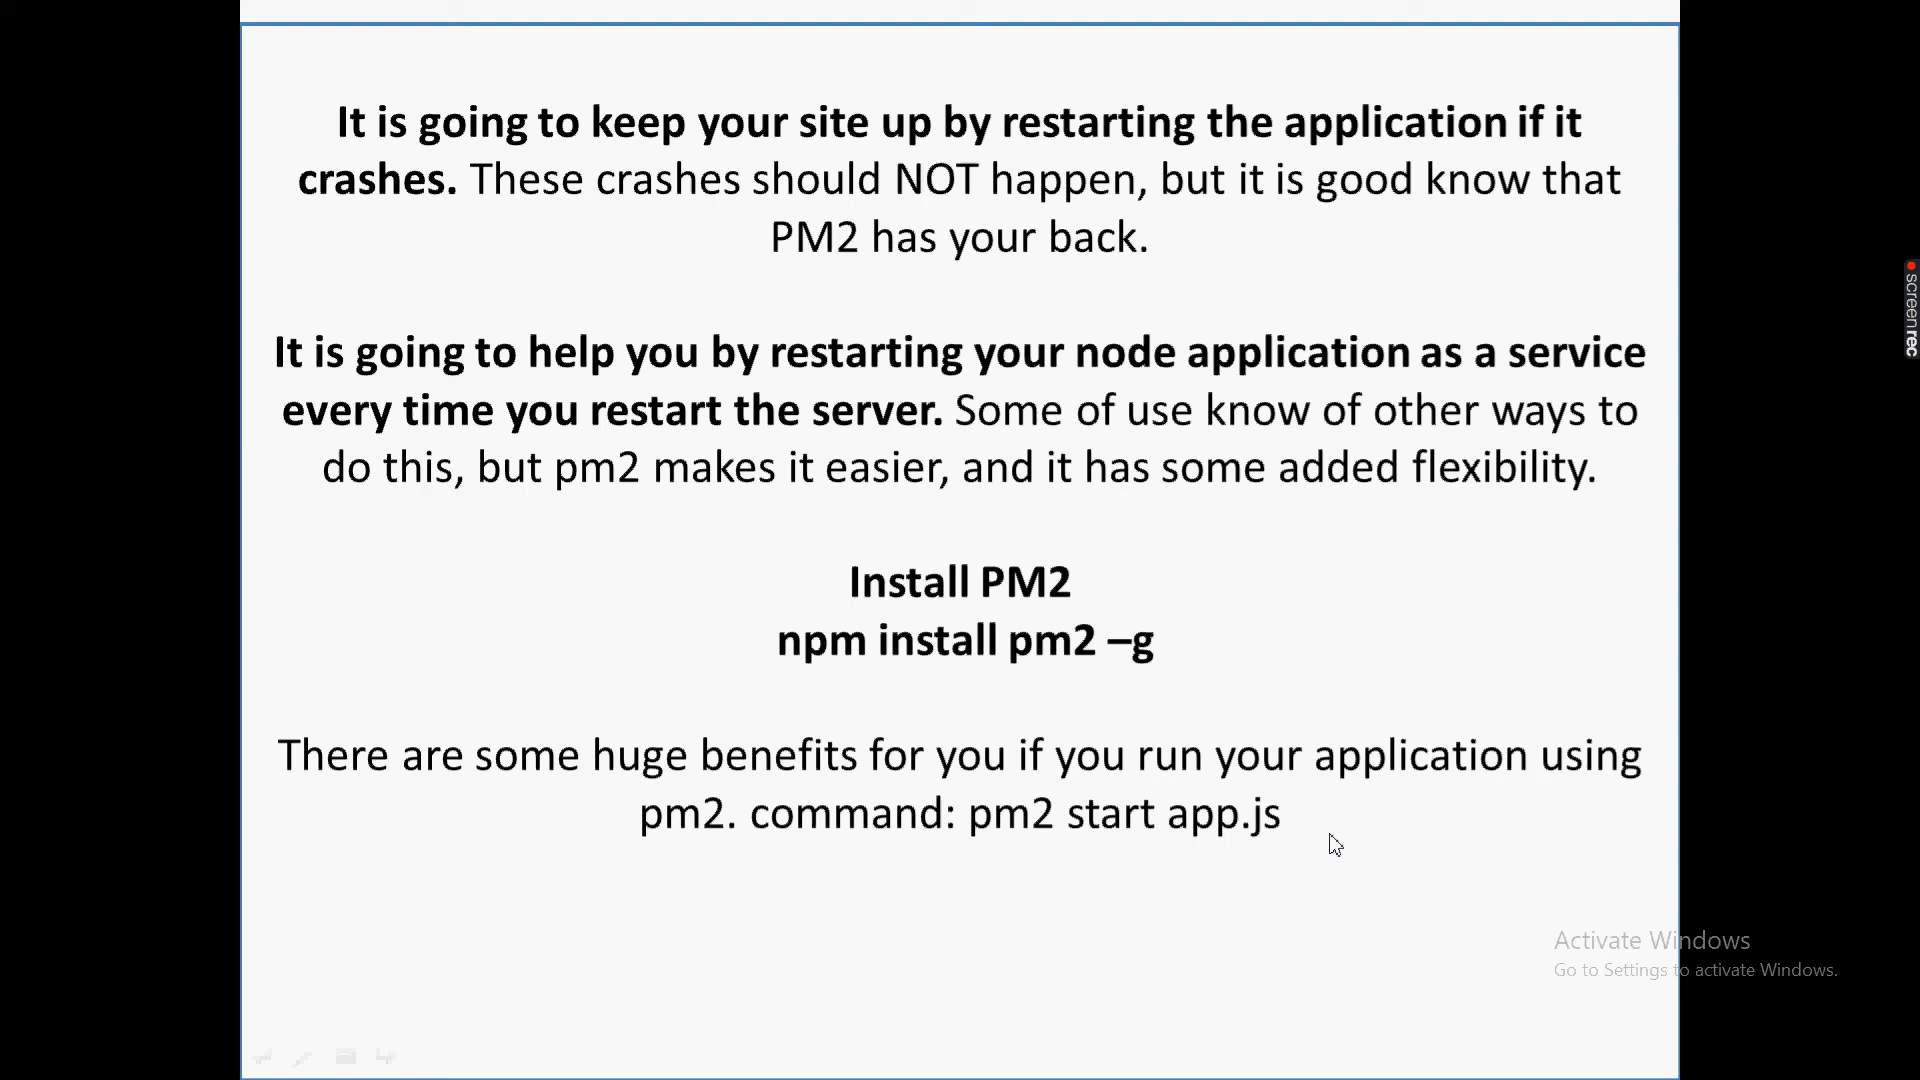 It is going to keep your site up by restarting the application if it
crashes. These crashes should NOT happen, but it is good know that
PM2 has your back.
It is going to help you by restarting your node application as a service
every time you restart the server. Some of use know of other ways to
do this, but pm2 makes it easier, and it has some added flexibility.
Install PM2
npm install pm2 –g
There are some huge benefits for you if you run your application using
pm2. command: pm2 start app.js
screenrec
Activate Windows
Go to Settings to activate Windows.